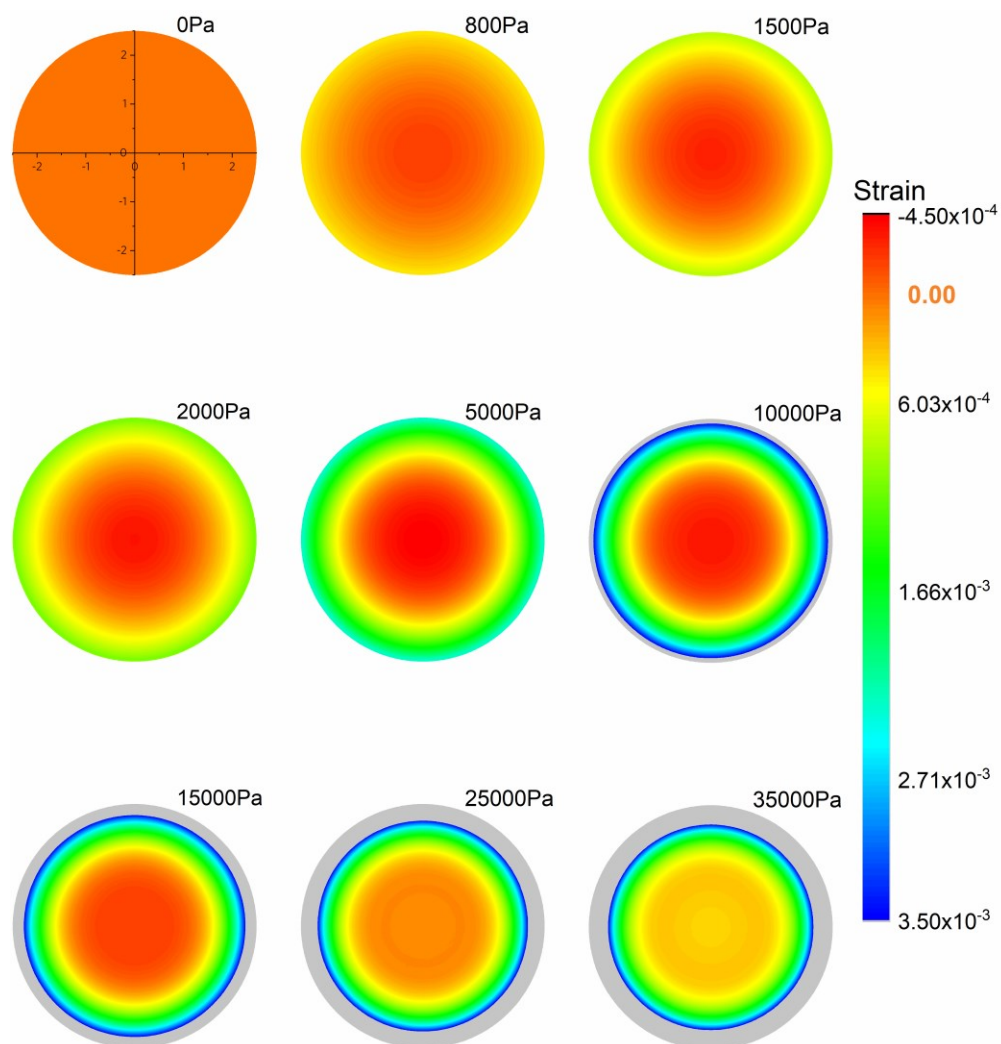 0Pa
800Pa
1500Pa
2
1
0
-2 -1 0 1 2
-1
-2
Strain
-4.50x10⁻⁴
0.00
6.03x10⁻⁴
1.66x10⁻³
2.71x10⁻³
3.50x10⁻³
2000Pa
5000Pa
10000Pa
15000Pa
25000Pa
35000Pa